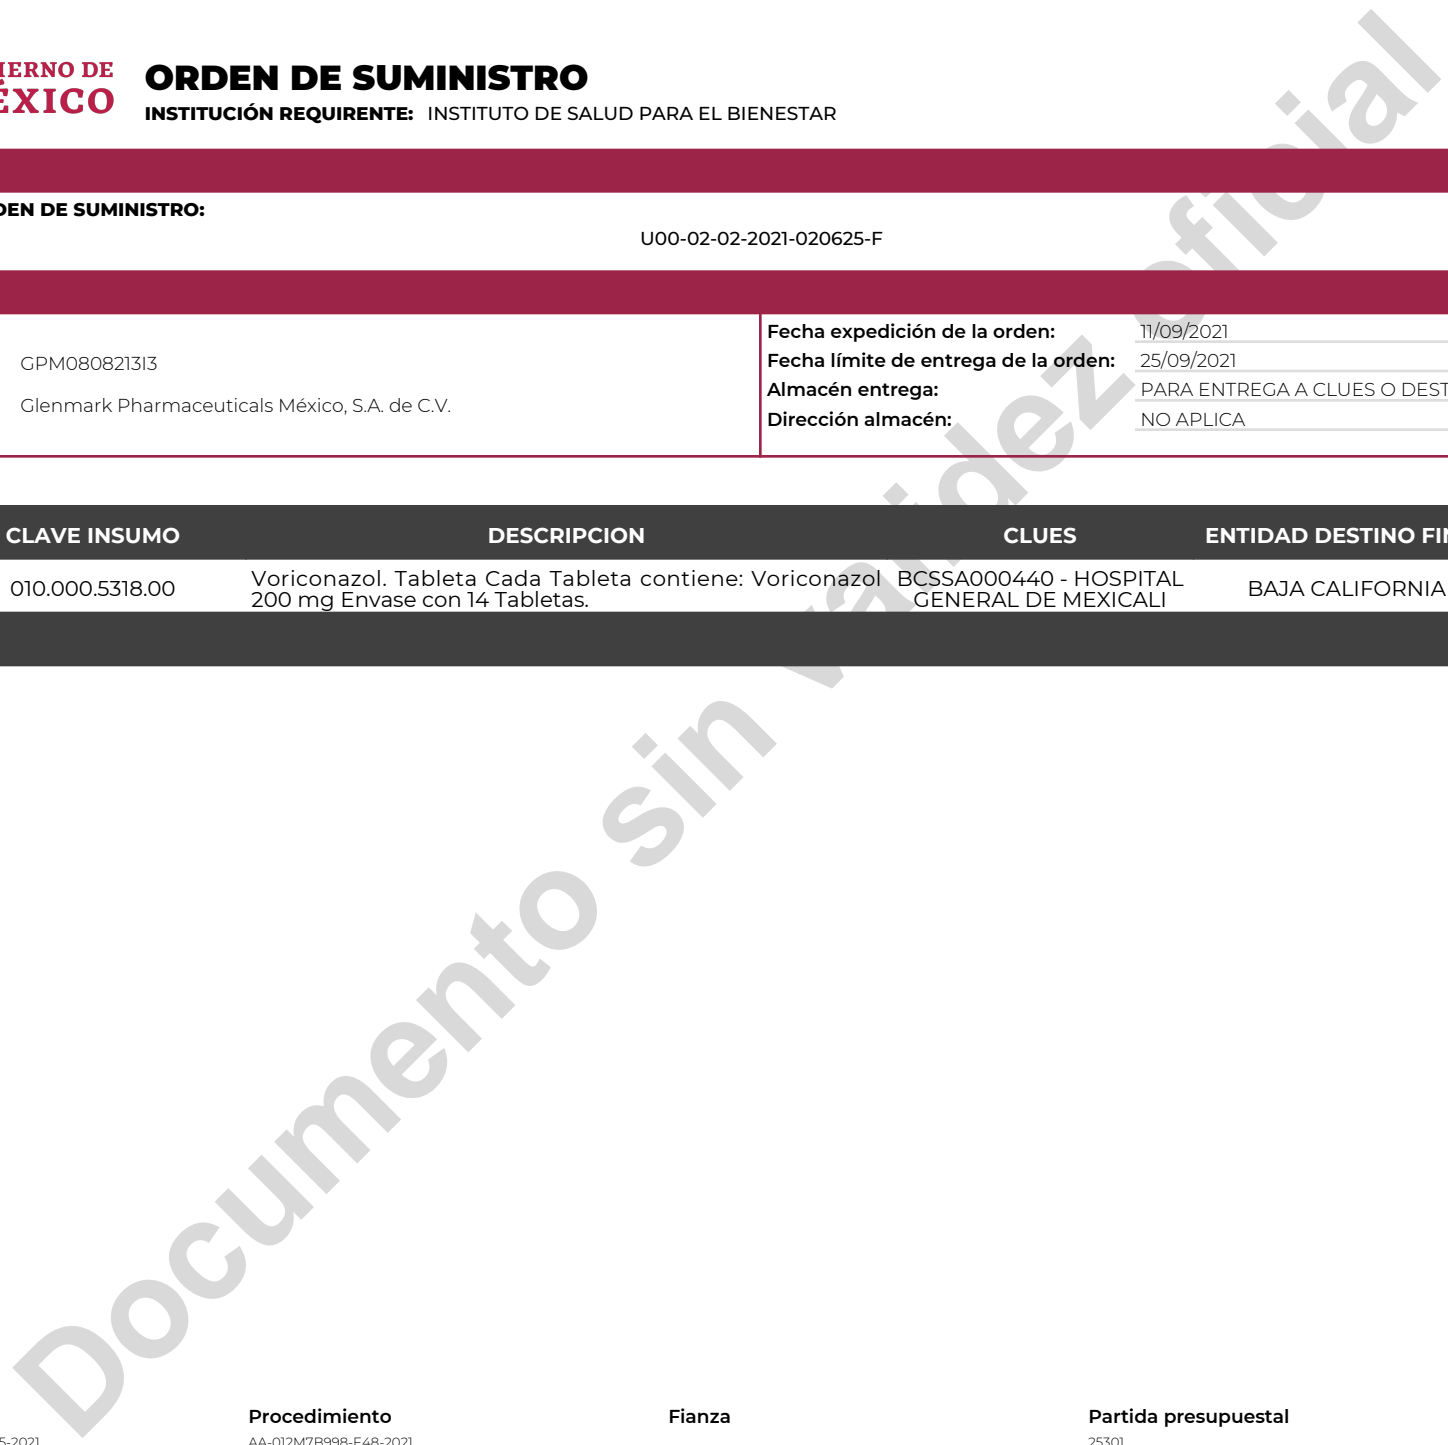 IERNO DE
ÉXICO
ORDEN DE SUMINISTRO
INSTITUCIÓN REQUIRENTE: INSTITUTO DE SALUD PARA EL BIENESTAR
DEN DE SUMINISTRO:
U00-02-02-2021-020625-F
GPM0808213I3
Glenmark Pharmaceuticals México, S.A. de C.V.
Fecha expedición de la orden: 11/09/2021
Fecha límite de entrega de la orden: 25/09/2021
Almacén entrega: PARA ENTREGA A CLUES O DEST
Dirección almacén: NO APLICA
CLAVE INSUMO DESCRIPCION CLUES ENTIDAD DESTINO FIN
010.000.5318.00
Voriconazol. Tableta Cada Tableta contiene: Voriconazol
200 mg Envase con 14 Tabletas.
BCSSA000440 - HOSPITAL
GENERAL DE MEXICALI
BAJA CALIFORNIA
Documento sin validez oficial
Procedimiento Fianza Partida presupuestal
5-2021 AA-012M7B998-E48-2021 25301